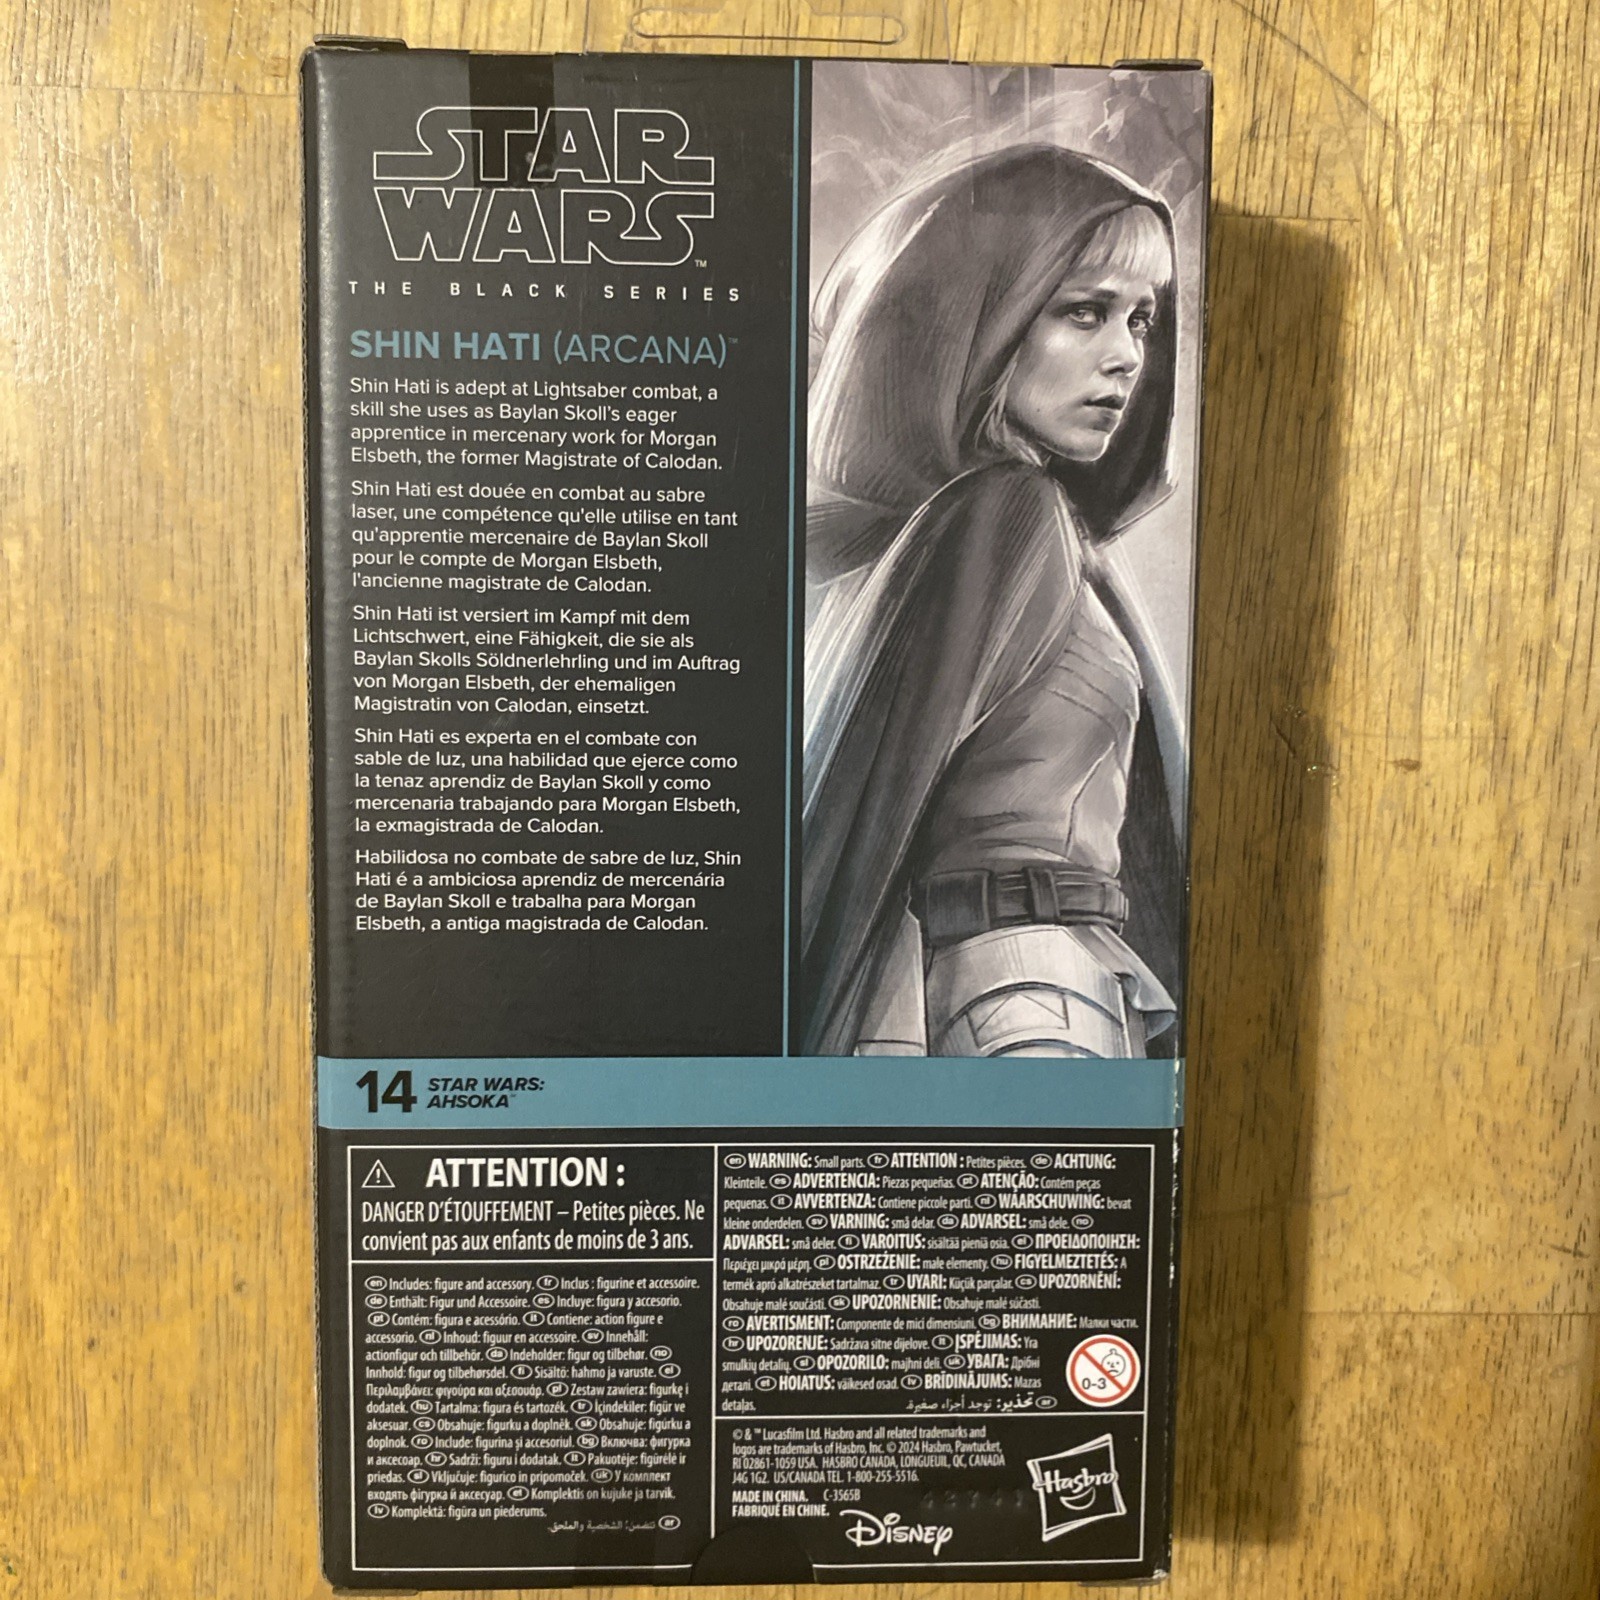 STAR
WARS™
THE BLACK SERIES
SHIN HATI (ARCANA)™
Shin Hati is adept at Lightsaber combat, a
skill she uses as Baylan Skoll's eager
apprentice in mercenary work for Morgan
Elsbeth, the former Magistrate of Calodan.
Shin Hati est douée en combat au sabre
laser, une compétence qu'elle utilise en tant
qu'apprentie mercenaire de Baylan Skoll
pour le compte de Morgan Elsbeth,
l'ancienne magistrate de Calodan.
Shin Hati ist versiert im Kampf mit dem
Lichtschwert, eine Fähigkeit, die sie als
Baylan Skolls Söldnerlehrling und im Auftrag
von Morgan Elsbeth, der ehemaligen
Magistratin von Calodan, einsetzt.
Shin Hati es experta en el combate con
sable de luz, una habilidad que ejerce como
la tenaz aprendiz de Baylan Skoll y como
mercenaria trabajando para Morgan Elsbeth,
la exmagistrada de Calodan.
Habilidosa no combate de sabre de luz, Shin
Hati é a ambiciosa aprendiz de mercenária
de Baylan Skoll e trabalha para Morgan
Elsbeth, a antiga magistrada de Calodan.
14 STAR WARS:
AHSOKA™
ATTENTION :
DANGER D'ÉTOUFFEMENT – Petites pièces. Ne
convient pas aux enfants de moins de 3 ans.
en Includes: figure and accessory. fr Inclus : figurine et accessoire.
de Enthält: Figur und Accessoire. es Incluye: figura y accesorio.
pt Contém: figura e acessório. it Contiene: action figure e
accessorio. nl Inhoud: figuur en accessoire. sv Innehåll:
actionfigur och tillbehör. da Indeholder: figur og tilbehør. no
Innhold: figur og tilbehørsdel. fi Sisältö: hahmo ja varuste. el
Περιλαμβάνει: φιγούρα και αξεσουάρ. pl Zestaw zawiera: figurkę i
dodatek. hu Tartalma: figura és tartozék. tr İçindekiler: figür ve
aksesuar. cs Obsahuje: figurku a doplněk. sk Obsahuje: figúrku a
doplnok. ro Include: figurina și accesoriul. bg Включва: фигурка
и аксесоар. hr Sadrži: figuru i dodatak. lt Pakuotėje: figūrėlė ir
priedas. sl Vključuje: figurico in pripomoček. uk У комплект
входять фігурка й аксесуар. et Komplektis on kujuke ja tarvik.
lv Komplektā: figūra un piederums.
ar تتضمن: الشخصية والملحق.
en WARNING: Small parts. fr ATTENTION : Petites pièces. de ACHTUNG:
Kleinteile. es ADVERTENCIA: Piezas pequeñas. pt ATENÇÃO: Contém peças
pequenas. it AVVERTENZA: Contiene piccole parti. nl WAARSCHUWING: bevat
kleine onderdelen. sv VARNING: små delar. da ADVARSEL: små dele. no
ADVARSEL: små deler. fi VAROITUS: sisältää pieniä osia. el ΠΡΟΕΙΔΟΠΟΙΗΣΗ:
Περιέχει μικρά μέρη. pl OSTRZEŻENIE: małe elementy. hu FIGYELMEZTETÉS: A
termék apró alkatrészeket tartalmaz. tr UYARI: Küçük parçalar. cs UPOZORNĚNÍ:
Obsahuje malé součásti. sk UPOZORNENIE: Obsahuje malé súčasti.
ro AVERTISMENT: Componente de mici dimensiuni. bg ВНИМАНИЕ: Малки части.
hr UPOZORENJE: Sadržava sitne dijelove. lt ĮSPĖJIMAS: Yra
smulkių detalių. sl OPOZORILO: majhni deli. uk УВАГА: Дрібні
деталі. et HOIATUS: väikesed osad. lv BRĪDINĀJUMS: Mazas
detaļas. ar تحذير: توجد أجزاء صغيرة.
0-3
© & ™ Lucasfilm Ltd. Hasbro and all related trademarks and
logos are trademarks of Hasbro, Inc. © 2024 Hasbro, Pawtucket,
RI 02861-1059 USA. HASBRO CANADA, LONGUEUIL, QC, CANADA
J4G 1G2. US/CANADA TEL. 1-800-255-5516.
MADE IN CHINA. C-3565B
FABRIQUÉ EN CHINE.
Disney
Hasbro